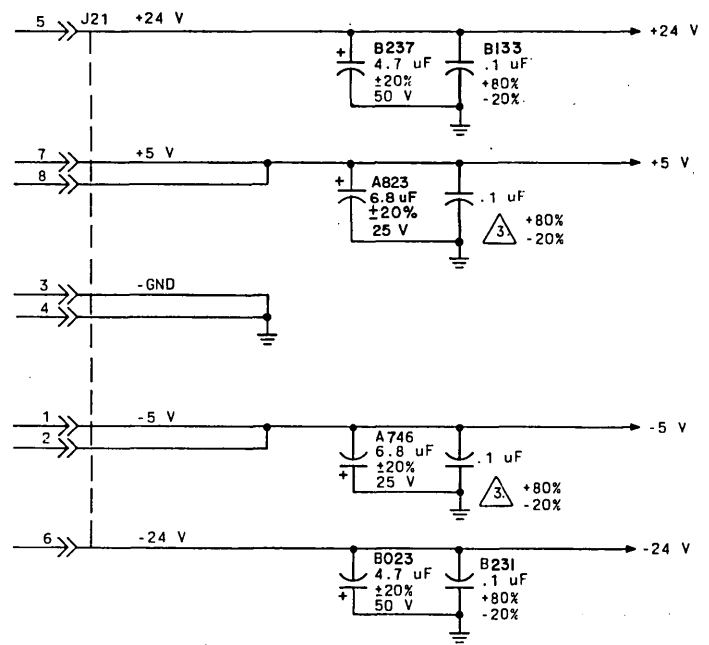 5 J21 +24 V +24 V
B237
4.7 uF
±20%
50 V
+
B133
.1 uF
+80%
-20%
7 +5 V +5 V
8
+
A823
6.8 uF
±20%
25 V
.1 uF
3. +80%
-20%
3 -GND
4
1 -5 V -5 V
2
A746
6.8 uF
±20%
25 V
+
.1 uF
3. +80%
-20%
6 -24 V -24 V
B023
4.7 uF
±20%
50 V
+
B231
.1 uF
+80%
-20%